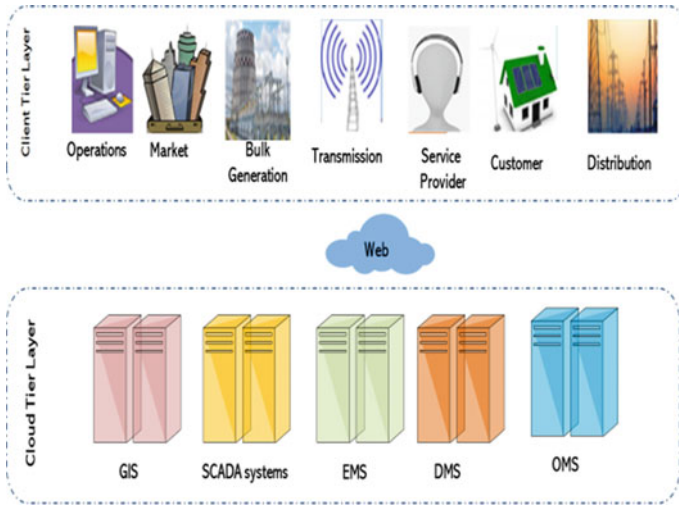 Client Tier Layer
Operations
Market
Bulk
Generation
Transmission
Service
Provider
Customer
Distribution
Web
Cloud Tier Layer
GIS
SCADA systems
EMS
DMS
OMS